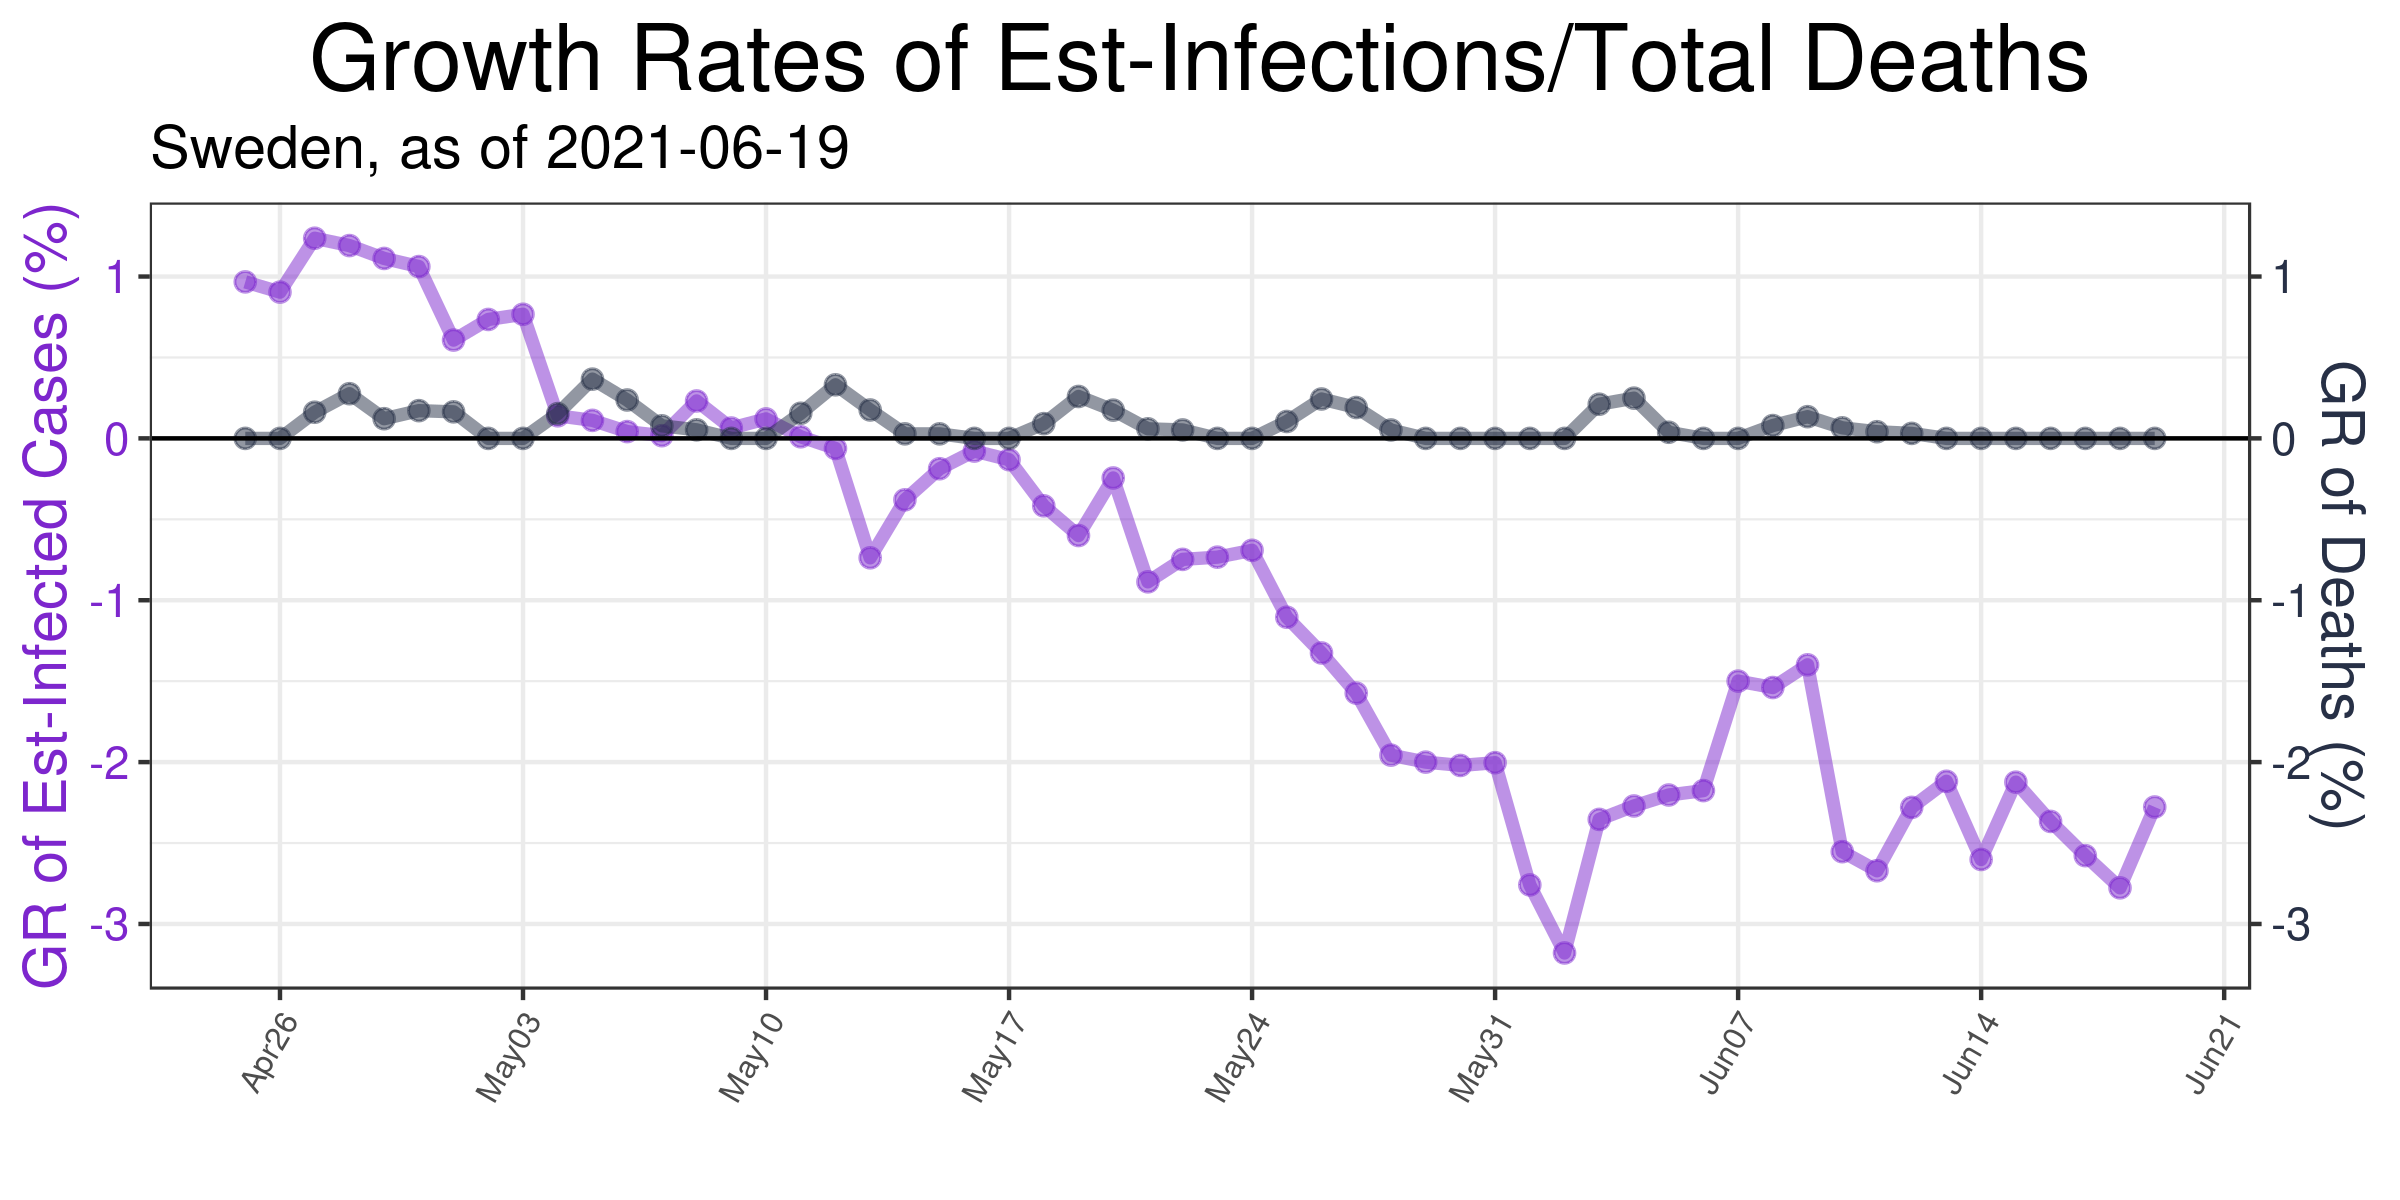 Growth Rates of Est-Infections/Total Deaths
Sweden, as of 2021-06-19
GR of Est-Infected Cases (%)
1
0
-1
-2
-3
1
0
-1
-2
-3
GR of Deaths (%)
Apr26
May03
May10
May17
May24
May31
Jun07
Jun14
Jun21